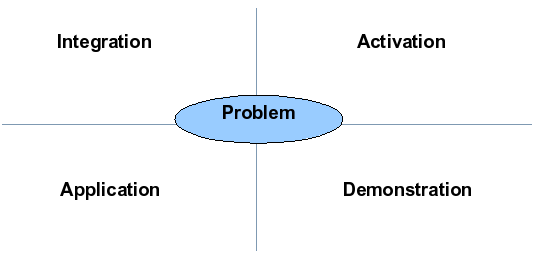 Integration
Activation
Problem
Application
Demonstration